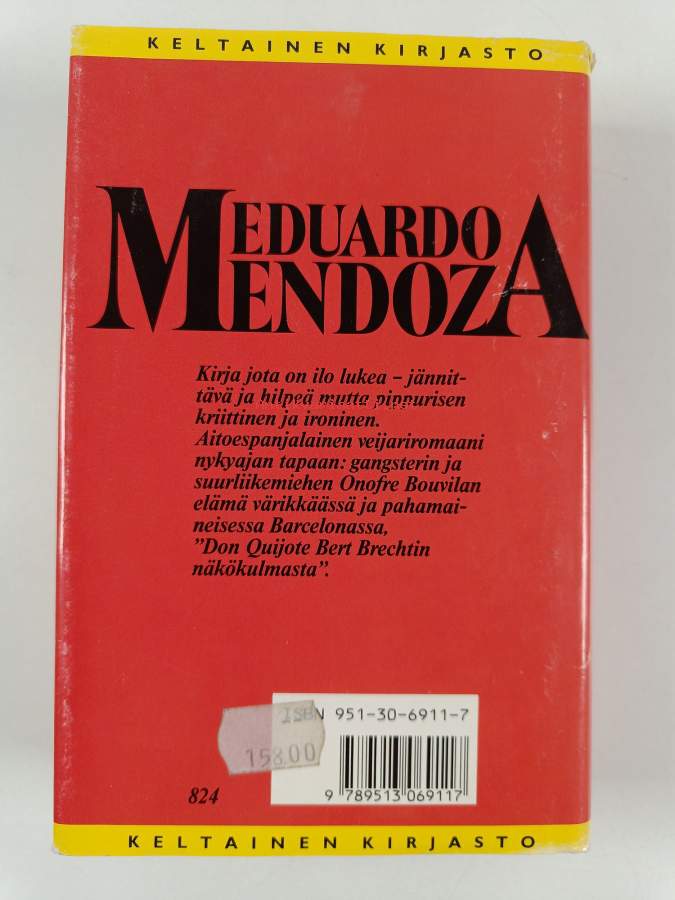 KELTAINEN KIRJASTO
EDUARDO
MENDOZA
Kirja jota on ilo lukea – jännit-
tävä ja hilpeä mutta pippurisen
kriittinen ja ironinen.
Aitoespanjalainen veijariromaani
nykyajan tapaan: gangsterin ja
suurliikemiehen Onofre Bouvilan
elämä värikkäässä ja pahamai-
neisessa Barcelonassa,
”Don Quijote Bert Brechtin
näkökulmasta”.
ISBN 951-30-6911-7
158.00
9 789513 069117
824
KELTAINEN KIRJASTO